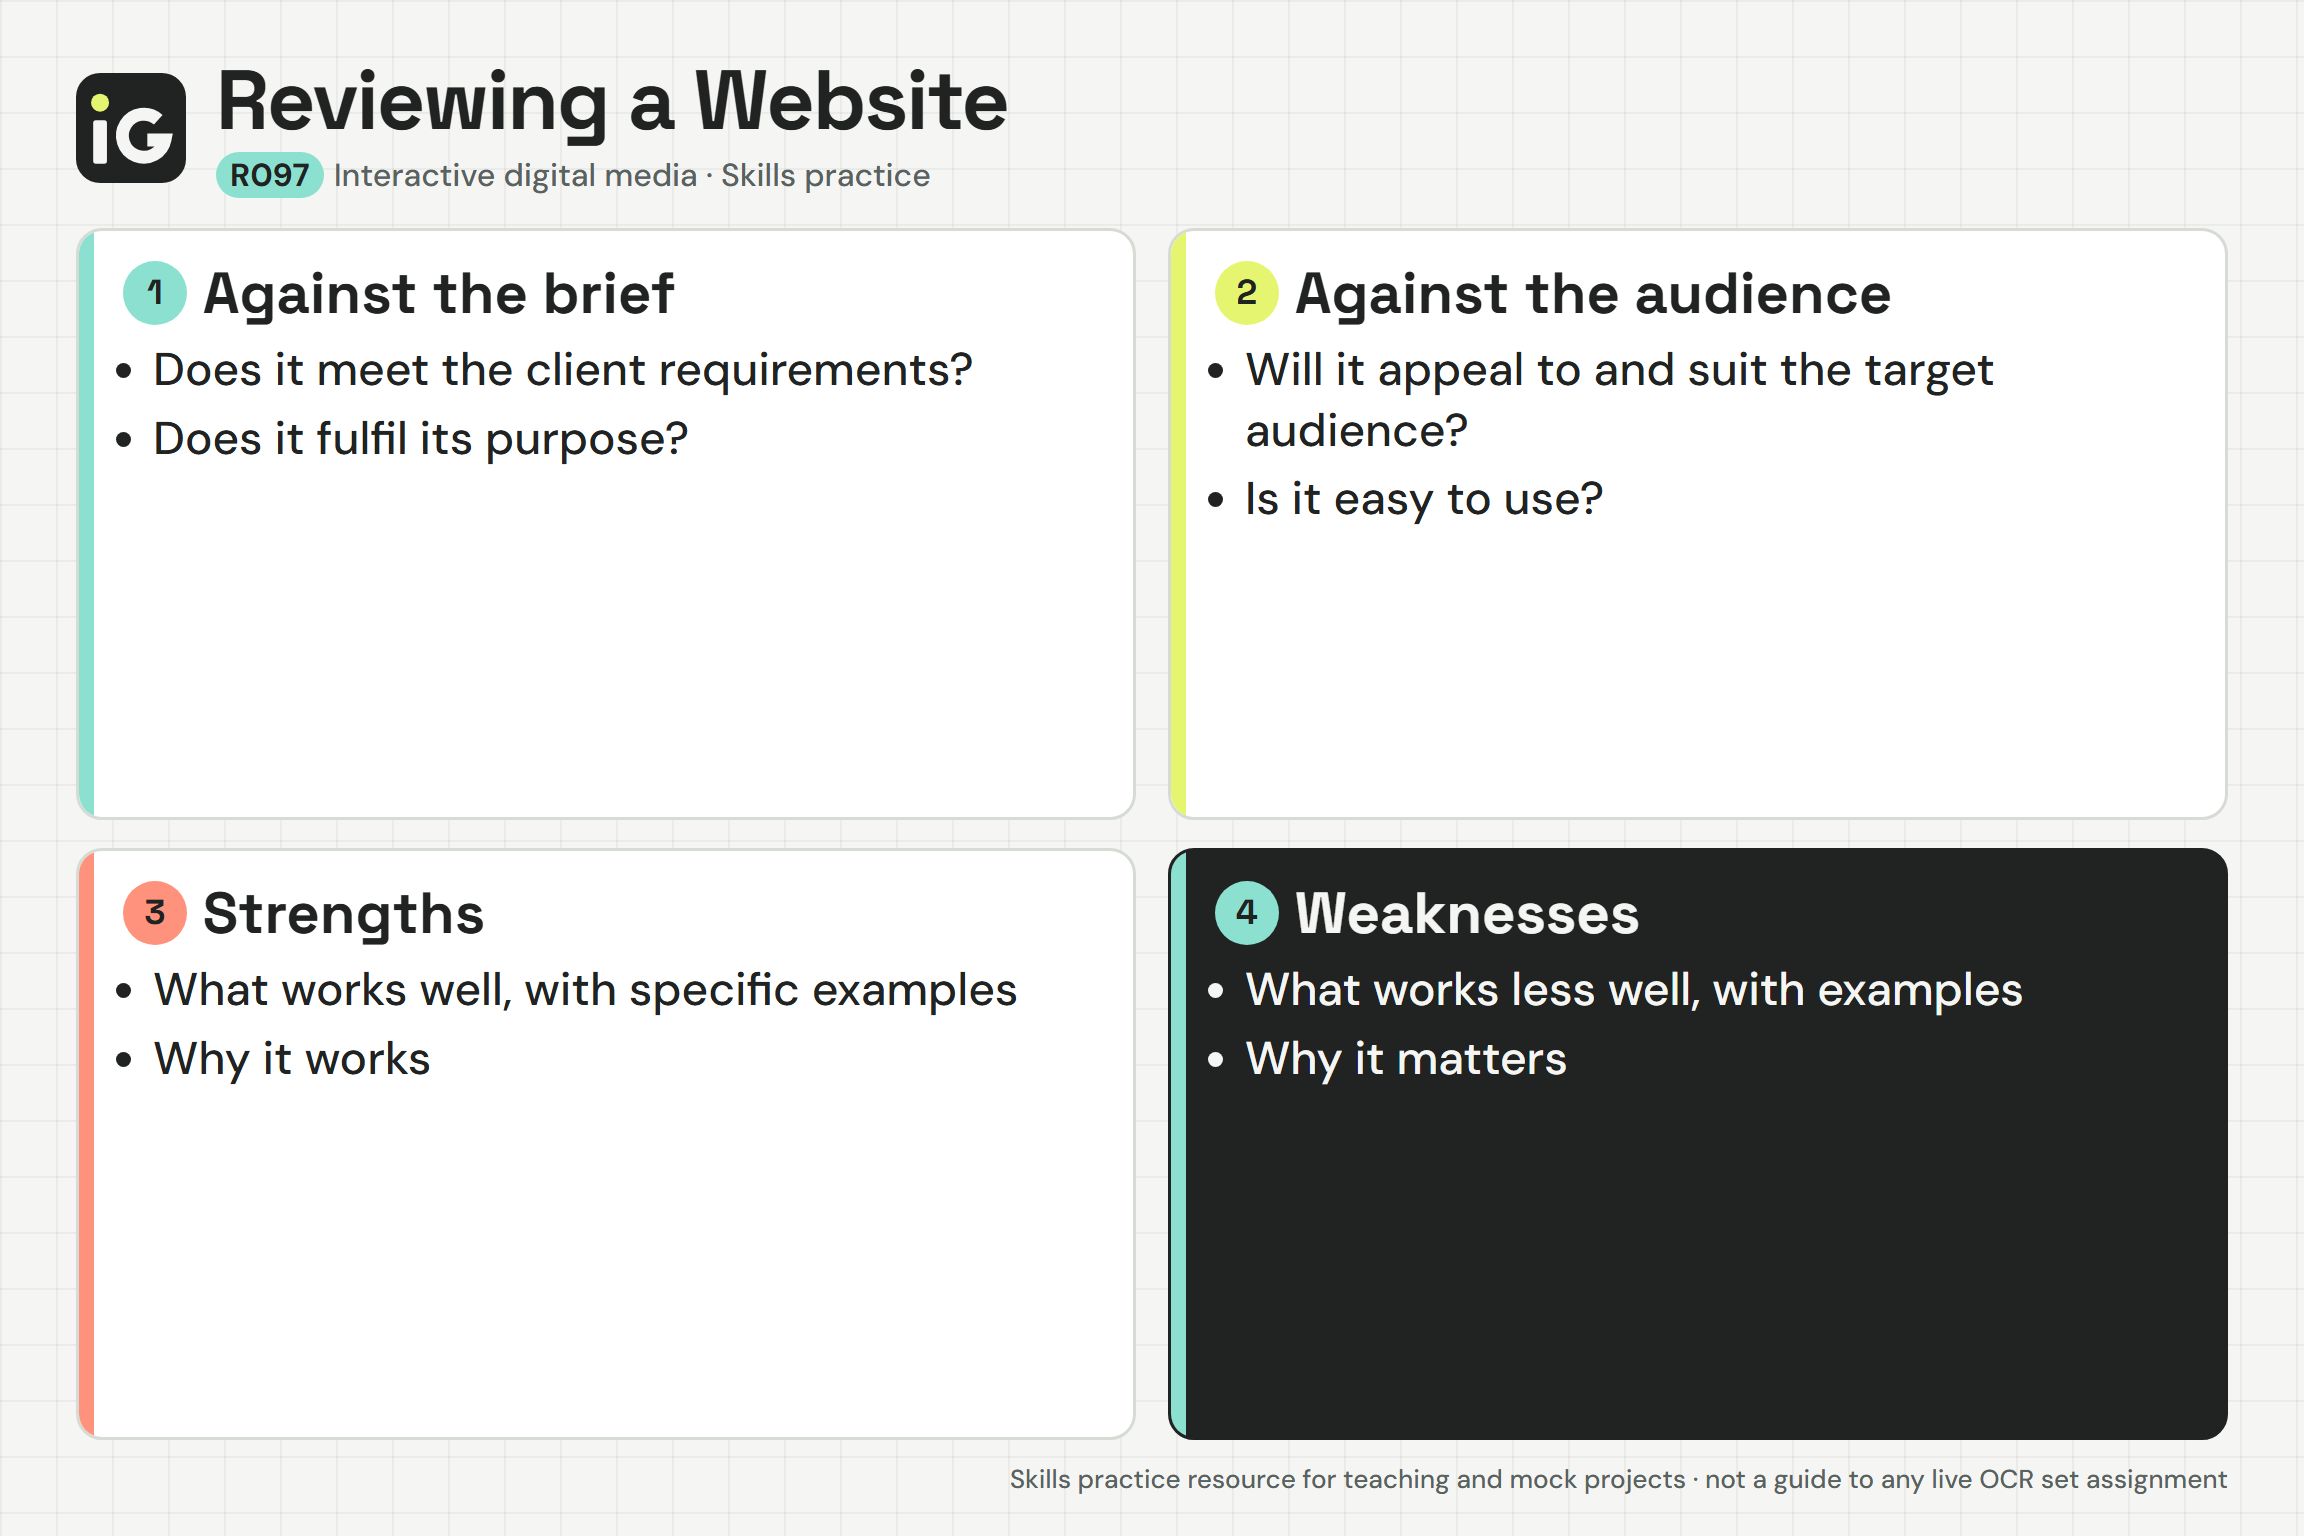 iG
Reviewing a Website
R097 Interactive digital media · Skills practice
1 Against the brief
• Does it meet the client requirements?
• Does it fulfil its purpose?
2 Against the audience
• Will it appeal to and suit the target
audience?
• Is it easy to use?
3 Strengths
• What works well, with specific examples
• Why it works
4 Weaknesses
• What works less well, with examples
• Why it matters
Skills practice resource for teaching and mock projects · not a guide to any live OCR set assignment